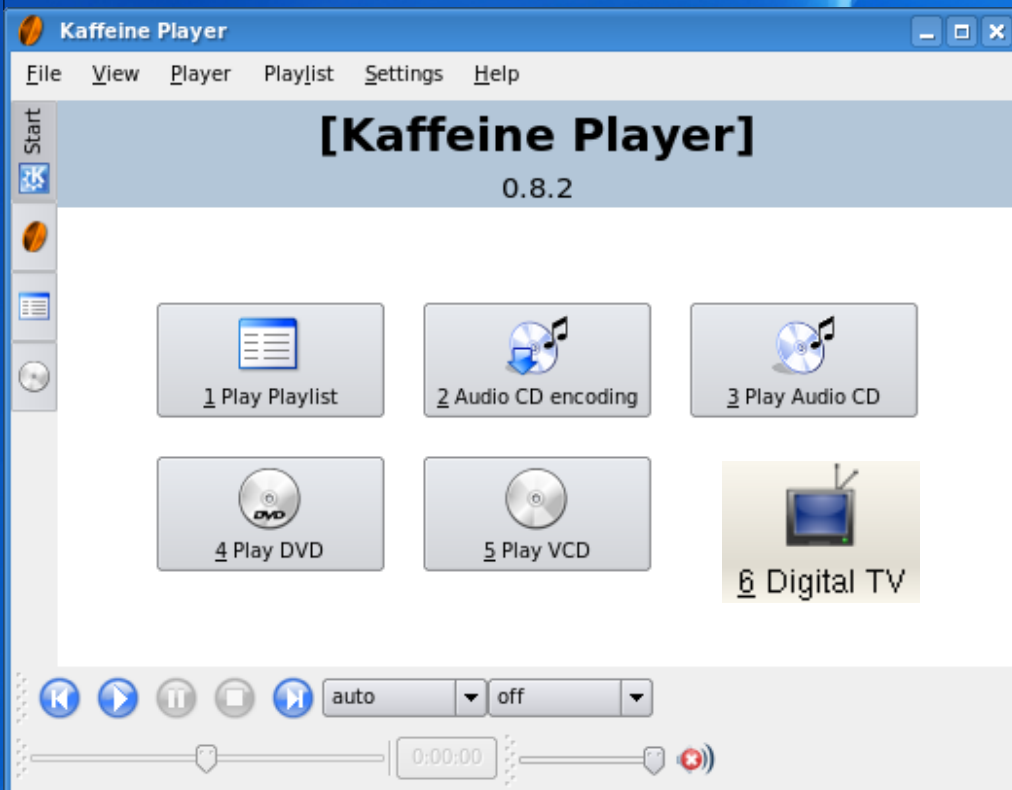 Kaffeine Player
File View Player Playlist Settings Help
Start
[Kaffeine Player]
0.8.2
1 Play Playlist
2 Audio CD encoding
3 Play Audio CD
DVD
4 Play DVD
5 Play VCD
6 Digital TV
auto
off
0:00:00